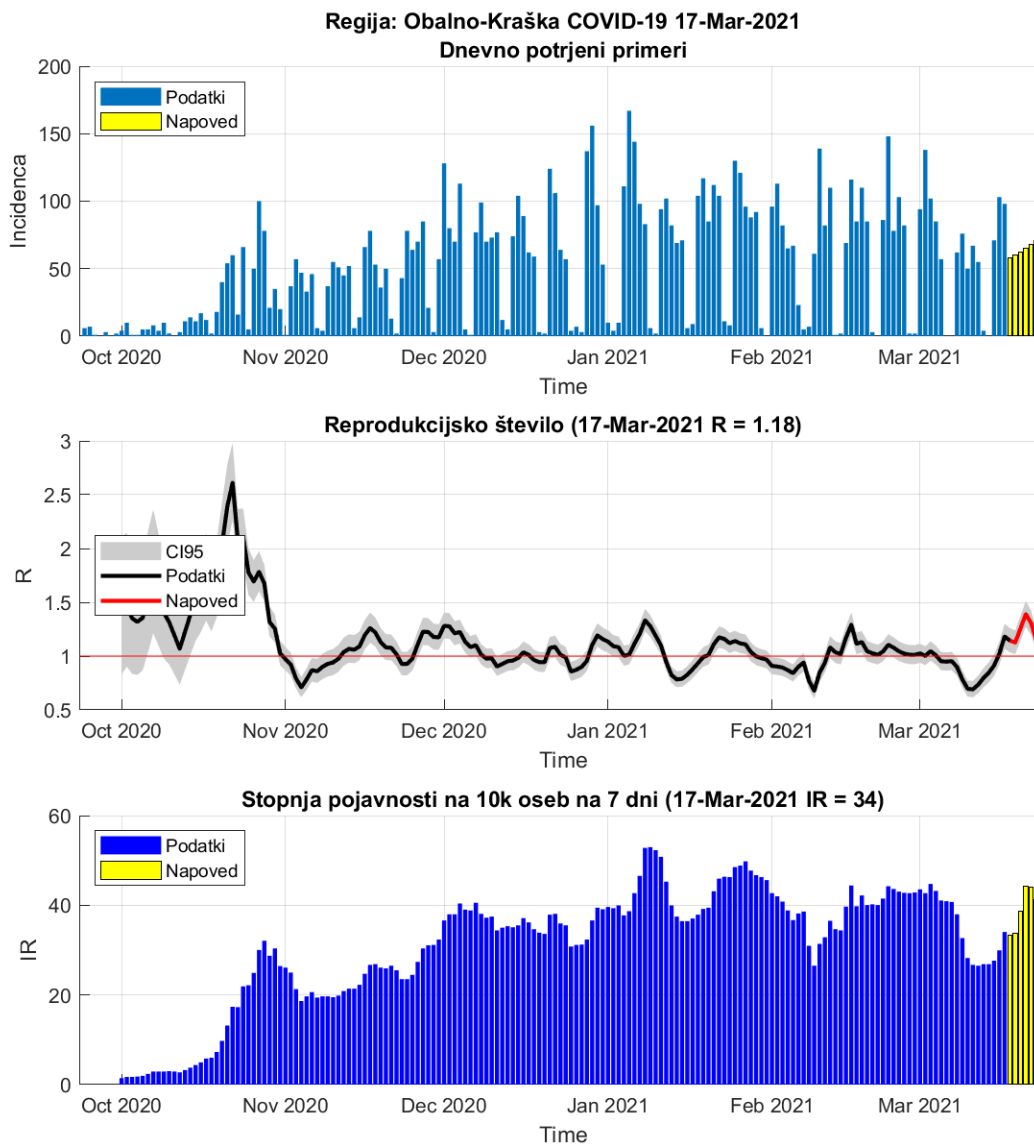 Regija: Obalno-Kraška COVID-19 17-Mar-2021
Dnevno potrjeni primeri
200
150
100
50
0
Incidenca
Podatki
Napoved
Oct 2020 Nov 2020 Dec 2020 Jan 2021 Feb 2021 Mar 2021
Time
Reprodukcijsko število (17-Mar-2021 R = 1.18)
3
2.5
2
1.5
1
0.5
R
CI95
Podatki
Napoved
Oct 2020 Nov 2020 Dec 2020 Jan 2021 Feb 2021 Mar 2021
Time
Stopnja pojavnosti na 10k oseb na 7 dni (17-Mar-2021 IR = 34)
60
40
20
0
IR
Podatki
Napoved
Oct 2020 Nov 2020 Dec 2020 Jan 2021 Feb 2021 Mar 2021
Time